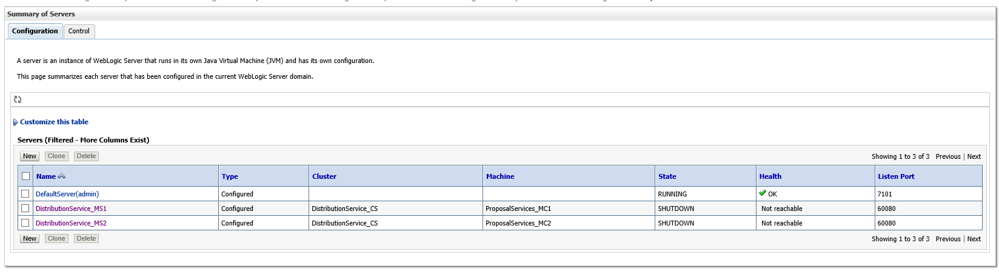 Summary of Servers
Configuration Control
A server is an instance of WebLogic Server that runs in its own Java Virtual Machine (JVM) and has its own configuration.
This page summarizes each server that has been configured in the current WebLogic Server domain.
Customize this table
Servers (Filtered - More Columns Exist)
New Clone Delete Showing 1 to 3 of 3 Previous | Next
Name Type Cluster Machine State Health Listen Port
DefaultServer(admin) Configured RUNNING OK 7101
DistributionService_MS1 Configured DistributionService_CS ProposalServices_MC1 SHUTDOWN Not reachable 60080
DistributionService_MS2 Configured DistributionService_CS ProposalServices_MC2 SHUTDOWN Not reachable 60080
New Clone Delete Showing 1 to 3 of 3 Previous | Next